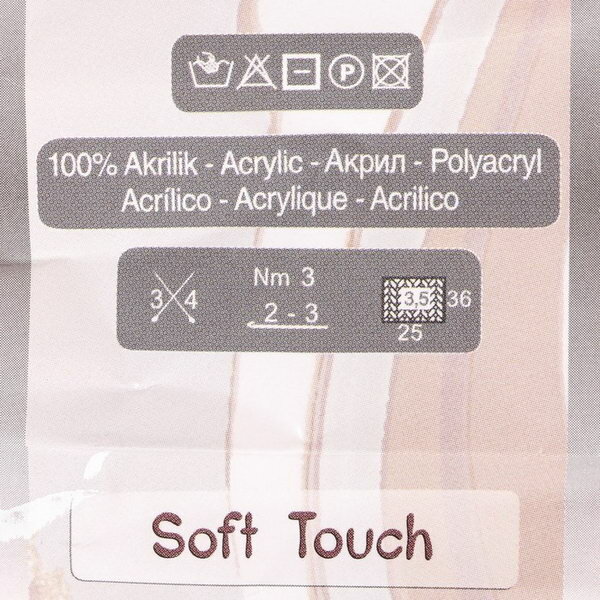 P
100% Akrilik - Acrylic - Акрил - Polyacryl
Acrílico - Acrylique - Acrilico
3 4 Nm 3 3,5 36
2 - 3 25
Soft Touch